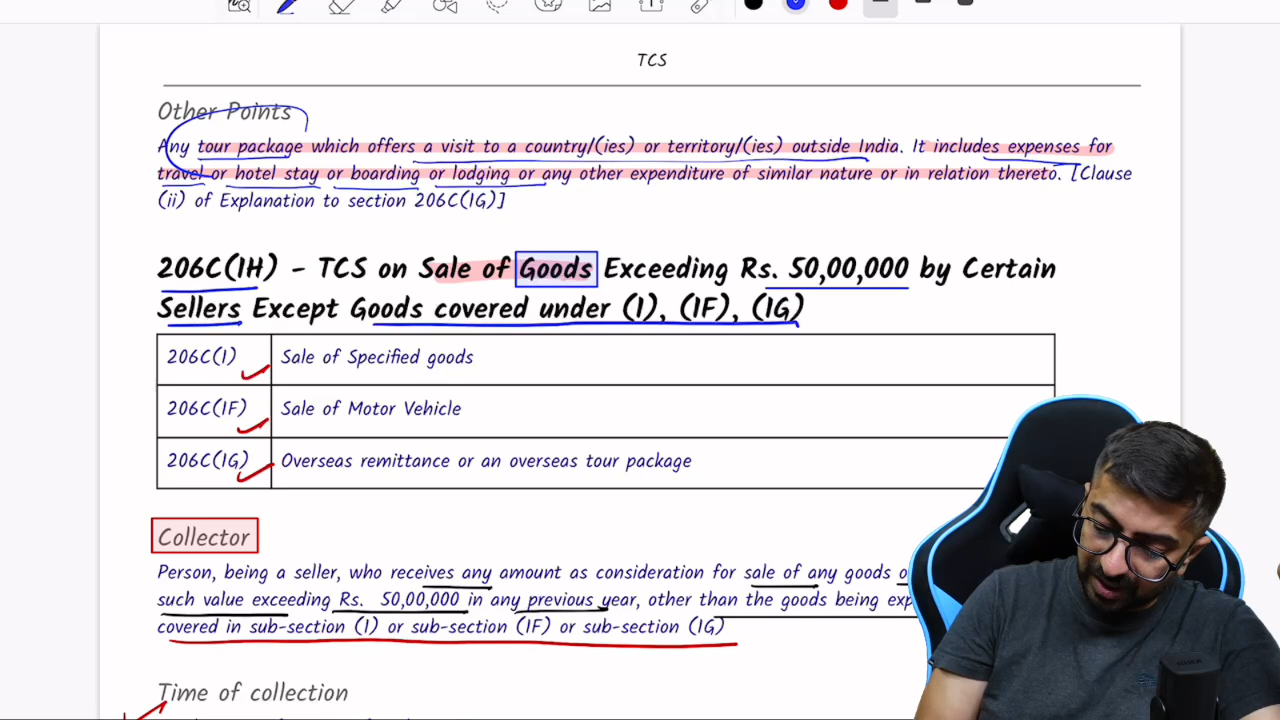 TCS
Other Points
Any tour package which offers a visit to a country/(ies) or territory/(ies) outside India. It includes expenses for
travel or hotel stay or boarding or lodging or any other expenditure of similar nature or in relation thereto. [Clause
(ii) of Explanation to section 206C(1G)]
206C(1H) - TCS on Sale of Goods Exceeding Rs. 50,00,000 by Certain
Sellers Except Goods covered under (1), (1F), (1G)
206C(1) Sale of Specified goods
206C(1F) Sale of Motor Vehicle
206C(1G) Overseas remittance or an overseas tour package
Collector
Person, being a seller, who receives any amount as consideration for sale of any goods
such value exceeding Rs. 50,00,000 in any previous year, other than the goods being
covered in sub-section (1) or sub-section (1F) or sub-section (1G)
Time of collection